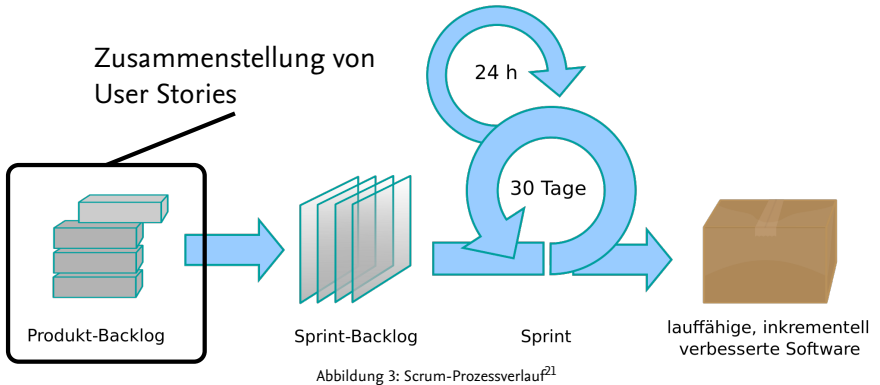 Zusammenstellung von
User Stories
24 h
30 Tage
Produkt-Backlog
Sprint-Backlog
Sprint
lauffähige, inkrementell
verbesserte Software
Abbildung 3: Scrum-Prozessverlauf21